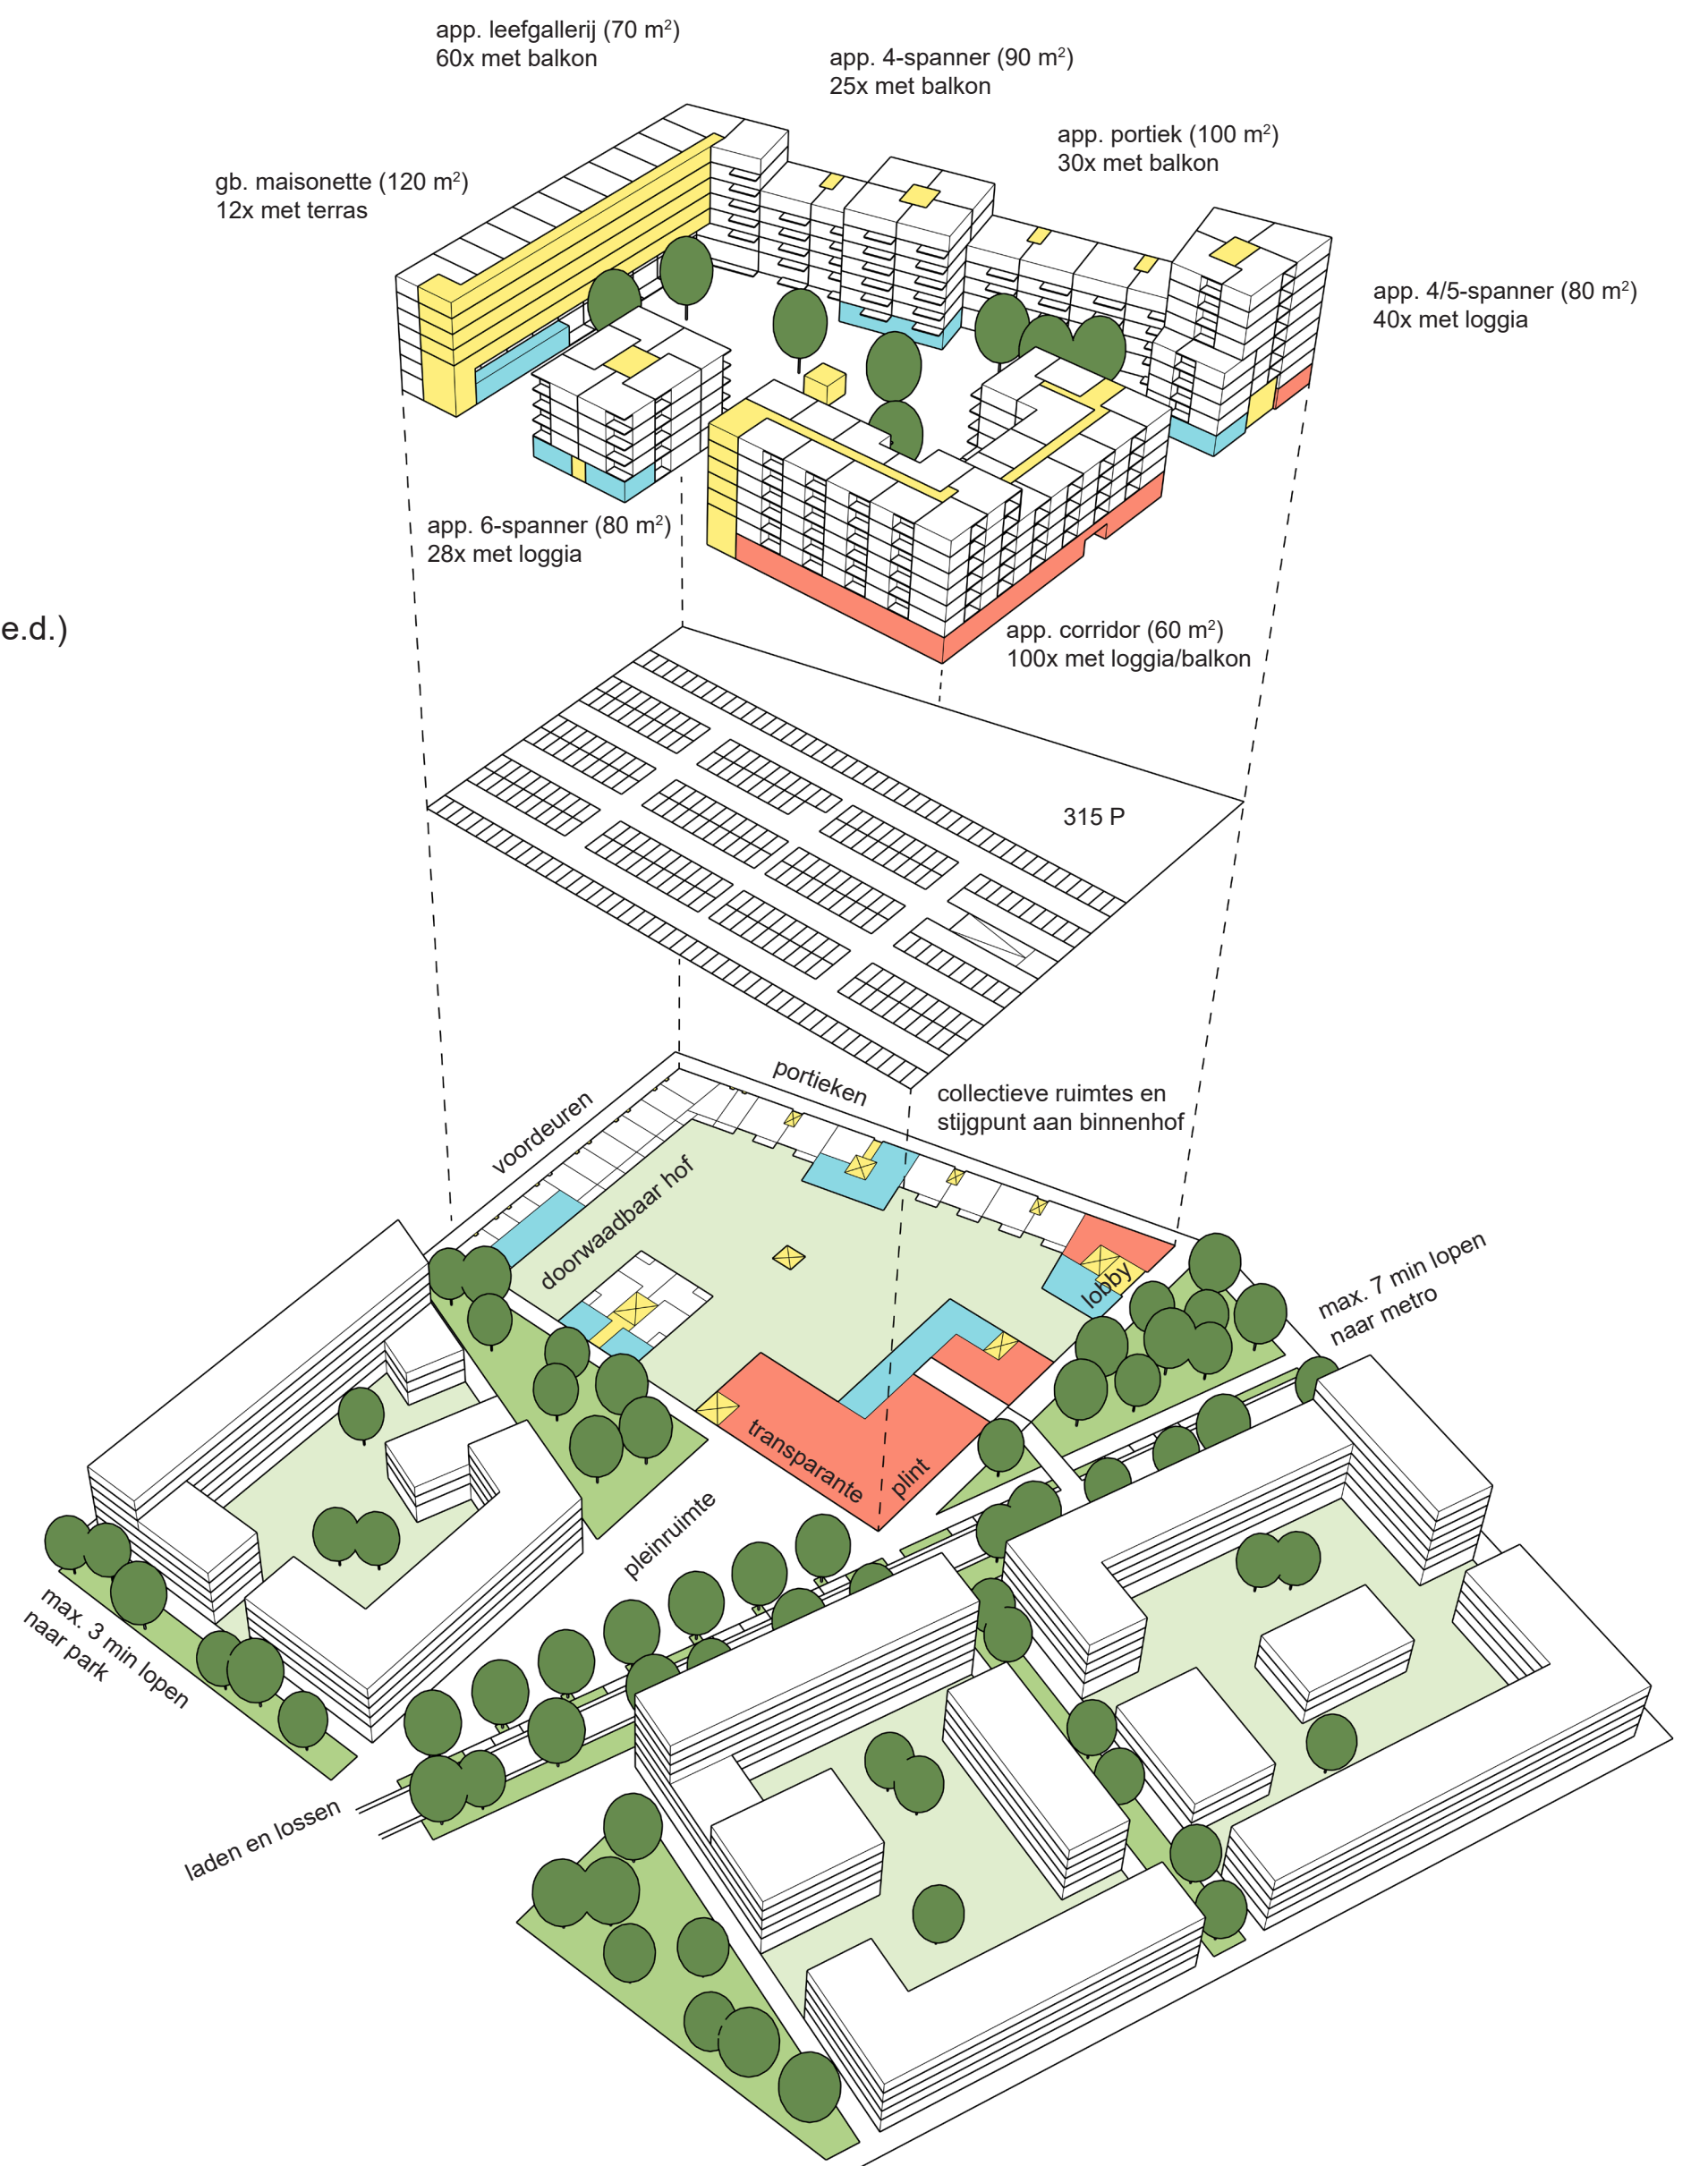 app. leefgallerij (70 m²)
60x met balkon
app. 4-spanner (90 m²)
25x met balkon
app. portiek (100 m²)
30x met balkon
gb. maisonette (120 m²)
12x met terras
app. 4/5-spanner (80 m²)
40x met loggia
app. 6-spanner (80 m²)
28x met loggia
e.d.)
app. corridor (60 m²)
100x met loggia/balkon
315 P
portieken
collectieve ruimtes en
stijgpunt aan binnenhof
voordeuren
doorwaadbaar hof
lobby
max. 7 min lopen
naar metro
transparante
plint
pleinruimte
max. 3 min lopen
naar park
laden en lossen